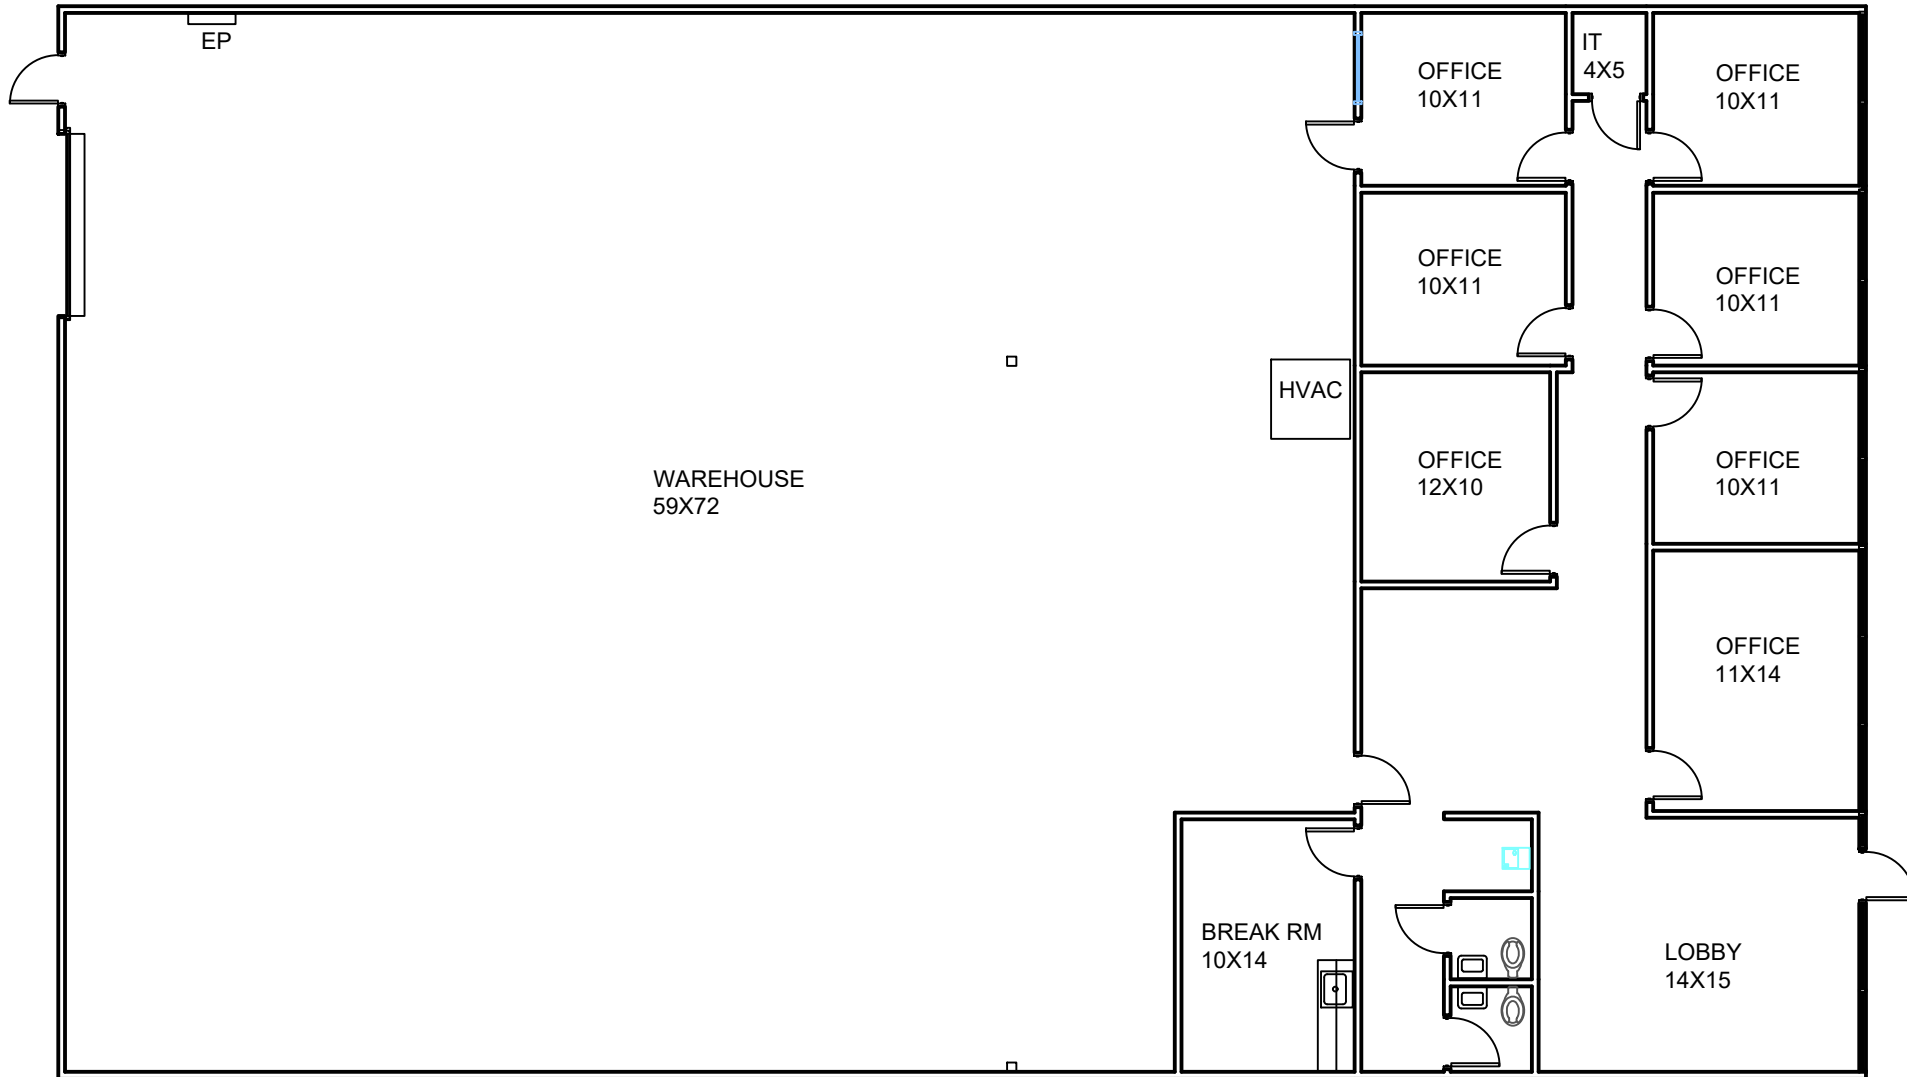 EP
OFFICE
10X11
IT
4X5
OFFICE
10X11
OFFICE
10X11
OFFICE
10X11
HVAC
OFFICE
12X10
OFFICE
10X11
WAREHOUSE
59X72
OFFICE
11X14
BREAK RM
10X14
LOBBY
14X15